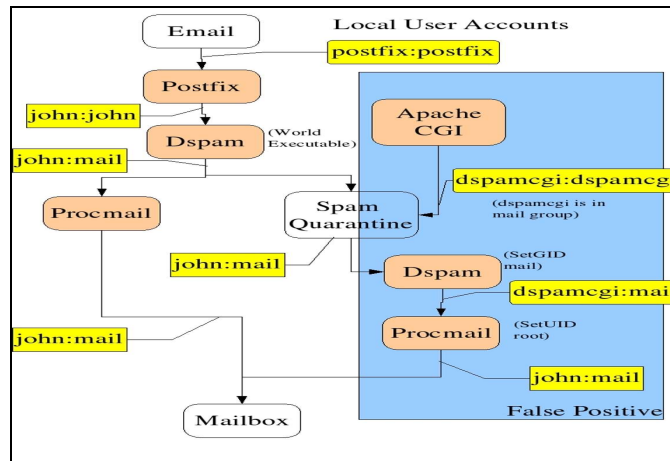 Email
Local User Accounts
postfix:postfix
Postfix
john:john
Apache
CGI
Dspam
(World
Executable)
john:mail
dspamcgi:dspamcg
Procmail
Spam
Quarantine
(dspamcgi is in
mail group)
john:mail
Dspam
(SetGID
mail)
dspamcgi:mai
john:mail
Procmail
(SetUID
root)
john:mail
Mailbox
False Positive